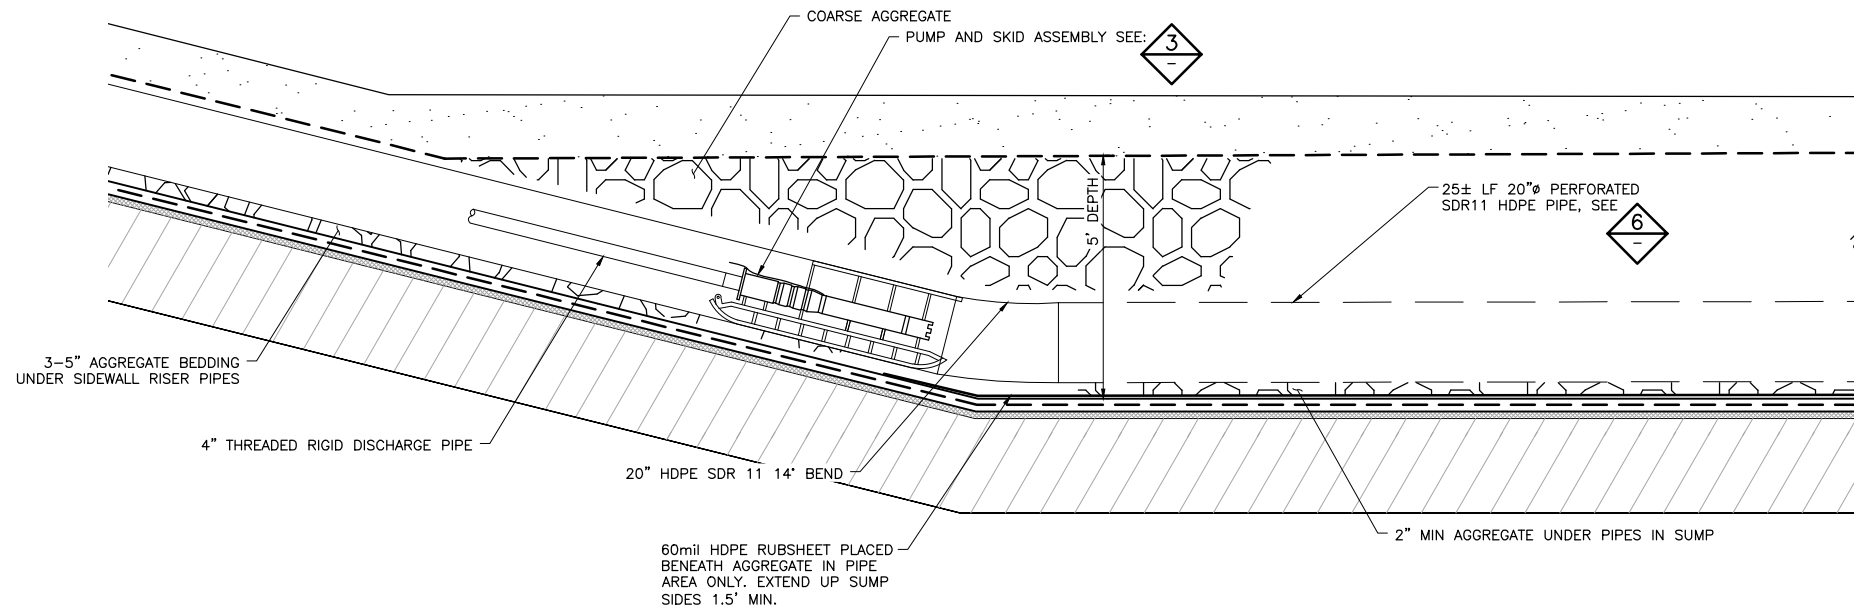 COARSE AGGREGATE
PUMP AND SKID ASSEMBLY SEE:
3
-
5' DEPTH
25± LF 20"ø PERFORATED
SDR11 HDPE PIPE, SEE
6
-
3-5" AGGREGATE BEDDING
UNDER SIDEWALL RISER PIPES
4" THREADED RIGID DISCHARGE PIPE
20" HDPE SDR 11 14° BEND
60mil HDPE RUBSHEET PLACED
BENEATH AGGREGATE IN PIPE
AREA ONLY. EXTEND UP SUMP
SIDES 1.5' MIN.
2" MIN AGGREGATE UNDER PIPES IN SUMP